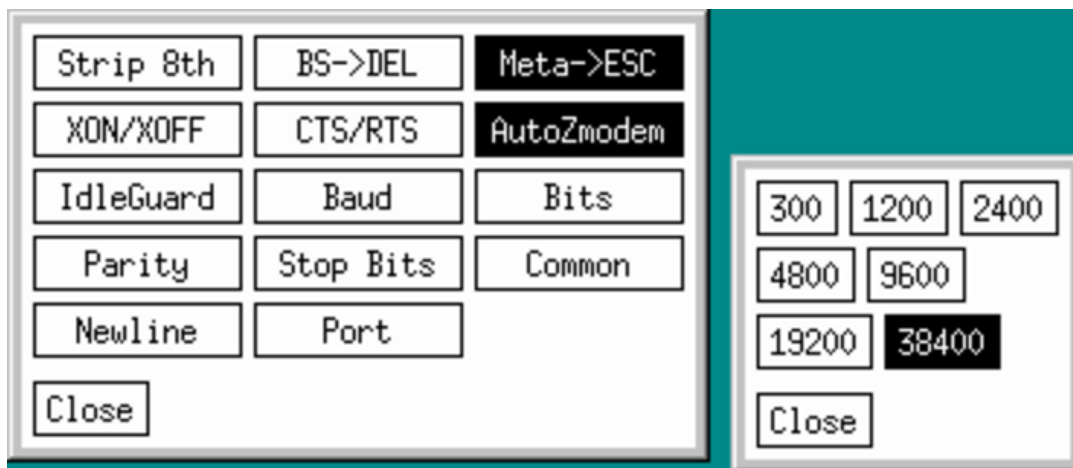 Strip 8th BS->DEL Meta->ESC
XON/XOFF CTS/RTS AutoZmodem
IdleGuard Baud Bits
Parity Stop Bits Common
Newline Port
Close
300 1200 2400
4800 9600
19200 38400
Close